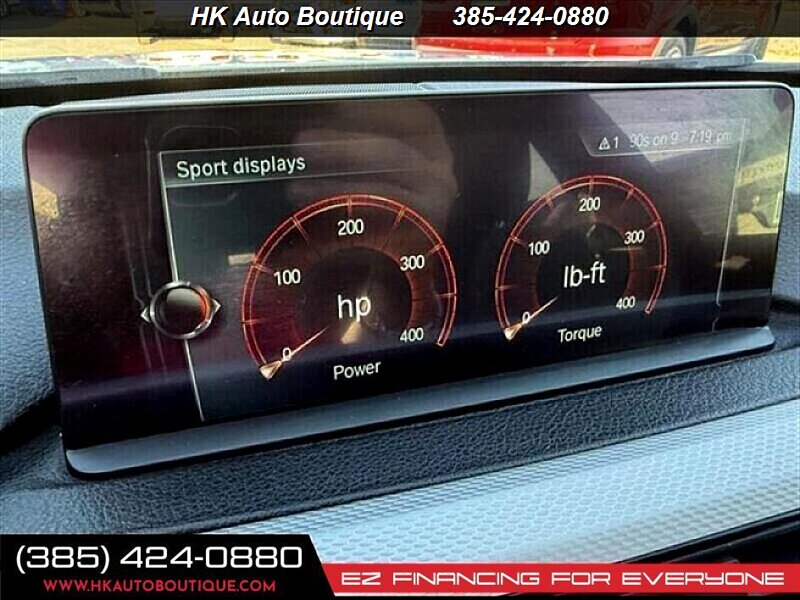 HK Auto Boutique 385-424-0880
Sport displays
⚠1 90s on 9 7:19 pm
0
100
200
300
400
hp
Power
0
100
200
300
400
lb-ft
Torque
(385) 424-0880
WWW.HKAUTOBOUTIQUE.COM
EZ FINANCING FOR EVERYONE